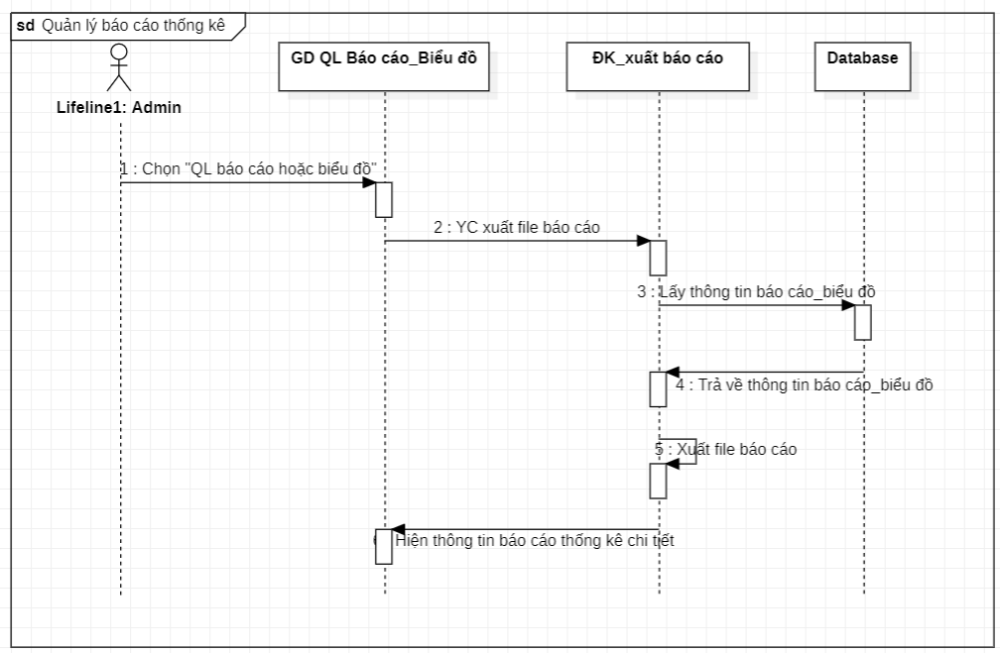 sd Quản lý báo cáo thống kê
GD QL Báo cáo_Biểu đồ
ĐK_xuất báo cáo
Database
Lifeline1: Admin
1 : Chọn "QL báo cáo hoặc biểu đồ"
2 : YC xuất file báo cáo
3 : Lấy thông tin báo cáo_biểu đồ
4 : Trả về thông tin báo cáp_biểu đồ
5 : Xuất file báo cáo
Hiện thông tin báo cáo thống kê chi tiết